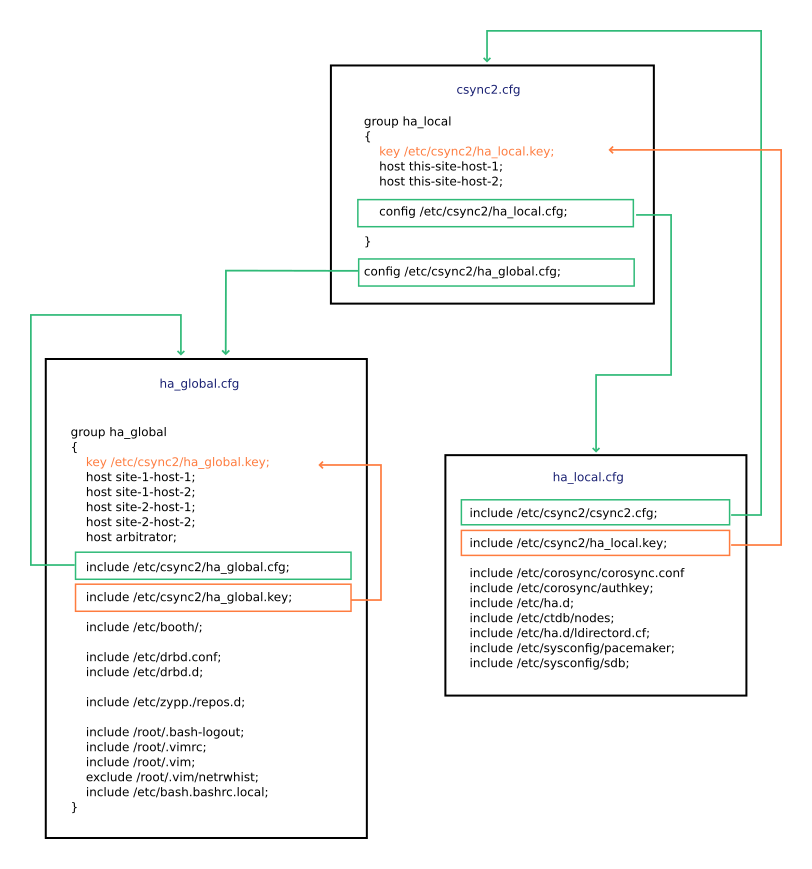 csync2.cfg
group ha_local
{
key /etc/csync2/ha_local.key;
host this-site-host-1;
host this-site-host-2;
config /etc/csync2/ha_local.cfg;
}
config /etc/csync2/ha_global.cfg;
ha_global.cfg
group ha_global
{
key /etc/csync2/ha_global.key;
host site-1-host-1;
host site-1-host-2;
host site-2-host-1;
host site-2-host-2;
host arbitrator;
include /etc/csync2/ha_global.cfg;
include /etc/csync2/ha_global.key;
include /etc/booth/;
include /etc/drbd.conf;
include /etc/drbd.d;
include /etc/zypp./repos.d;
include /root/.bash-logout;
include /root/.vimrc;
include /root/.vim;
exclude /root/.vim/netrwhist;
include /etc/bash.bashrc.local;
}
ha_local.cfg
include /etc/csync2/csync2.cfg;
include /etc/csync2/ha_local.key;
include /etc/corosync/corosync.conf
include /etc/corosync/authkey;
include /etc/ha.d;
include /etc/ctdb/nodes;
include /etc/ha.d/ldirectord.cf;
include /etc/sysconfig/pacemaker;
include /etc/sysconfig/sdb;